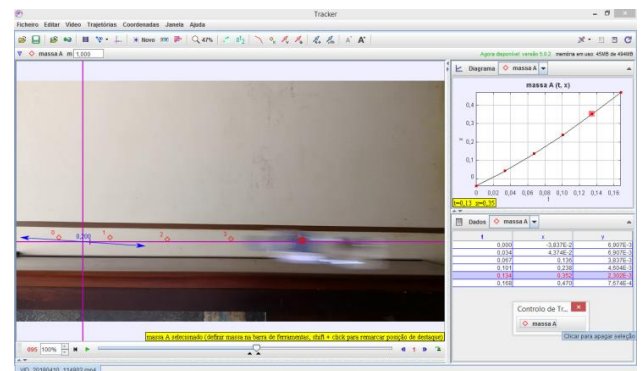 Tracker
Ficheiro Editar Video Trajetórias Coordenadas Janela Ajuda
Novo 47%
massa A m 1,000
Agora disponível: versão 5.0.2 memória em uso: 45MB de 494MB
Diagrama massa A
massa A (t, x)
0,4
0,3
0,2
0,1
0
x
0 0,02 0,04 0,06 0,08 0,10 0,12 0,14 0,16
t
t=0,13 x=0,35
0 0,200 1 2 3
Dados massa A
t x y
0,000 -3,837E-2 6,907E-3
0,034 4,374E-2 6,907E-3
0,067 0,135 3,837E-3
0,101 0,238 4,604E-3
0,134 0,352 2,302E-3
0,168 0,470 7,674E-4
Controlo de Tr...
massa A
Clicar para apagar seleção
massa A selecionado (definir massa na barra de ferramentas, shift + click para remarcar posição de destaque)
995 100% 1
VID_20180410_114903.mp4